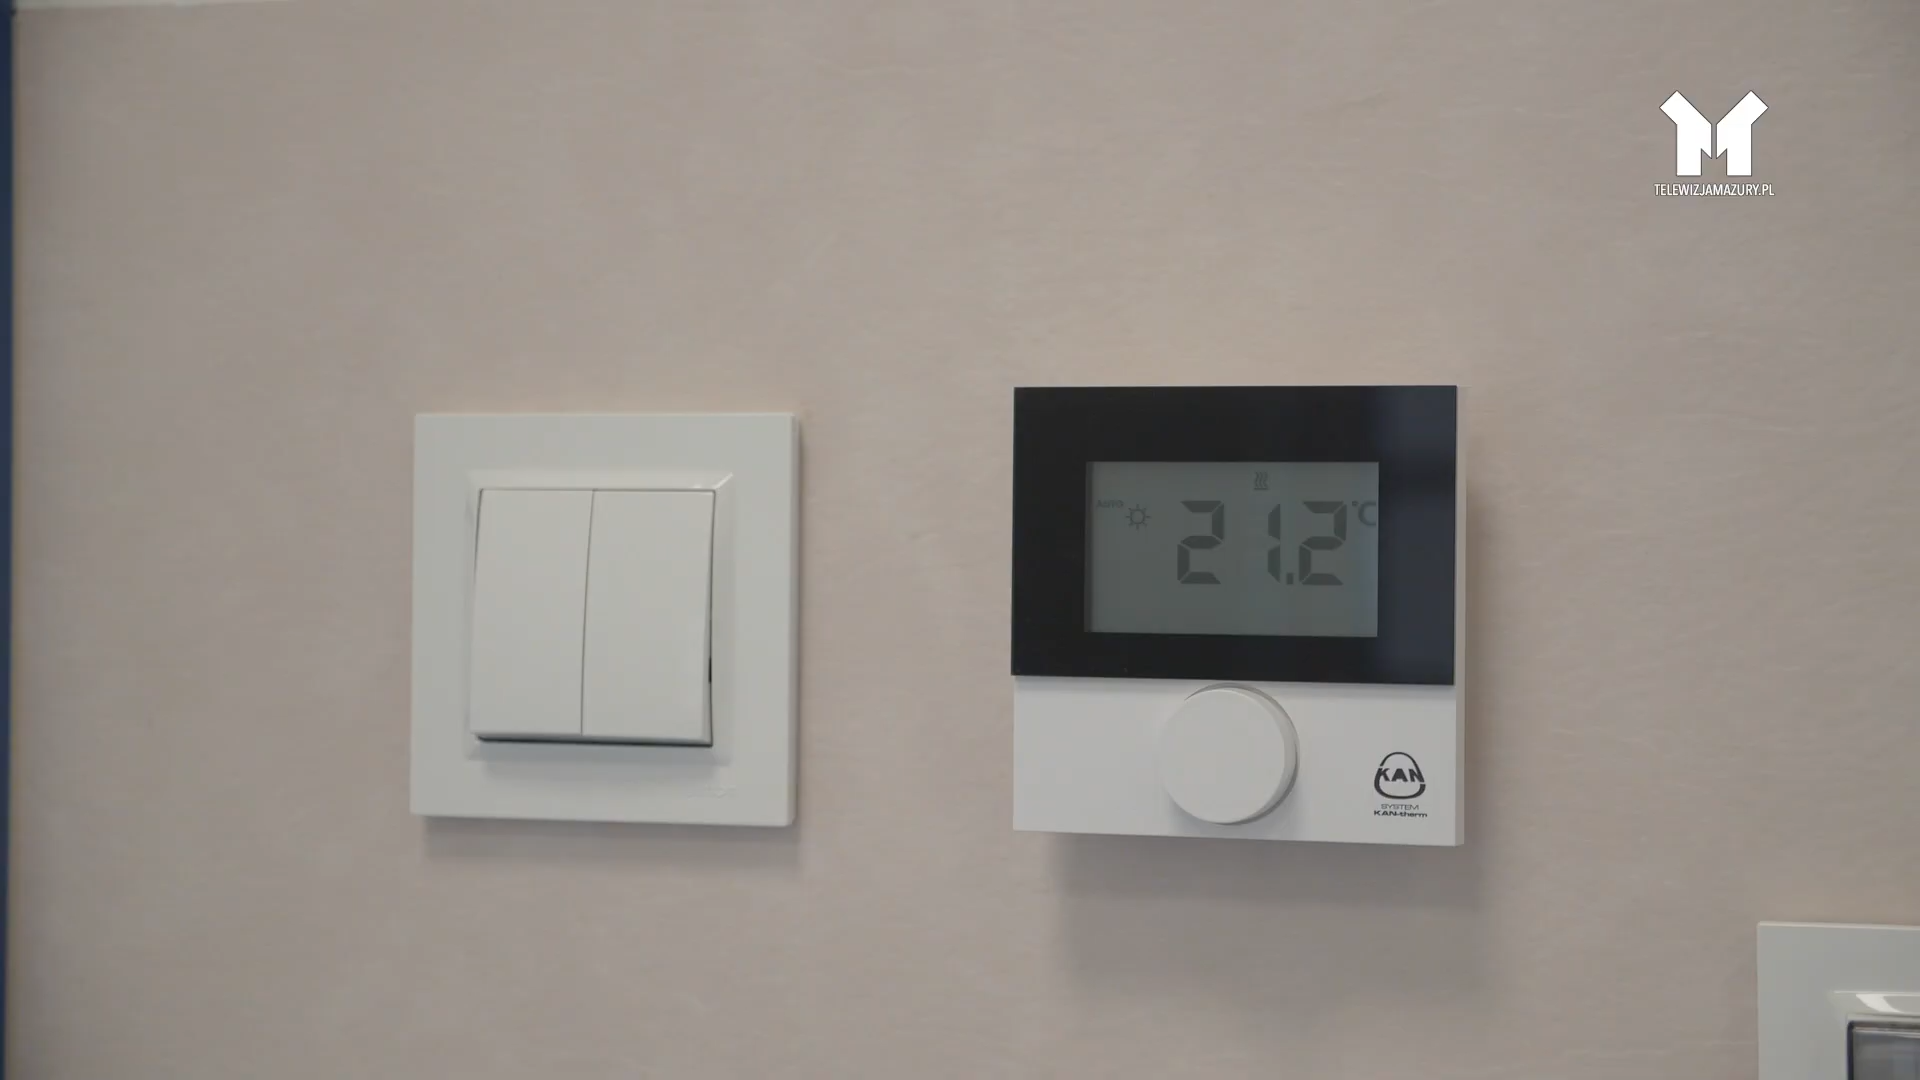 TELEWIZJAMAZURY.PL
AUTO
21.2 °C
KAN
SYSTEM
KAN-therm